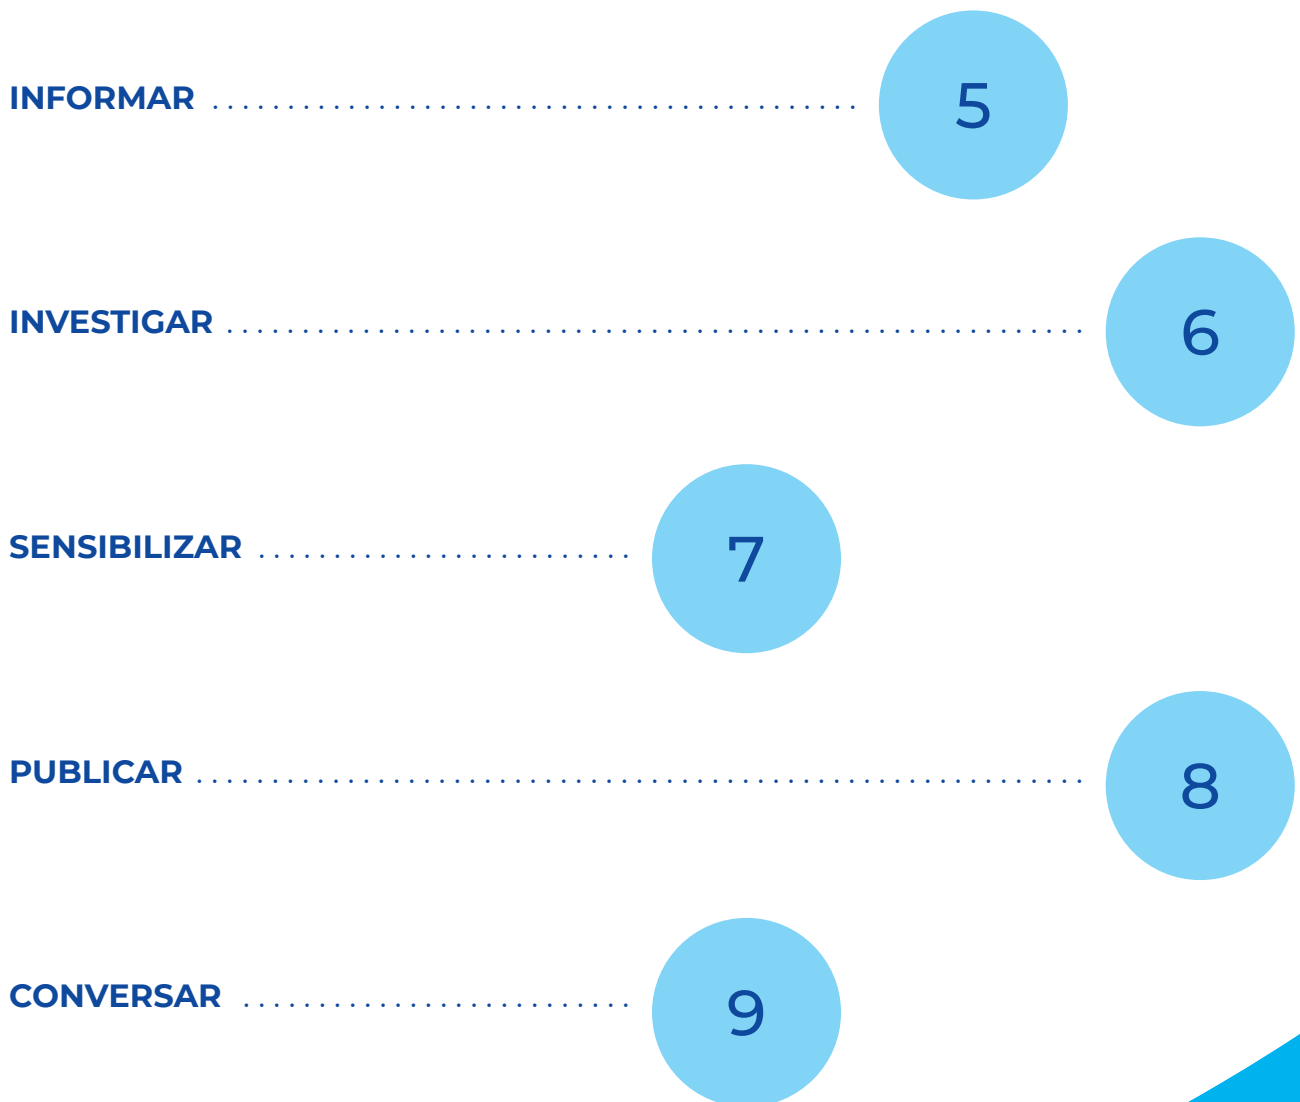 INFORMAR ........................................... 5
INVESTIGAR ......................................................... 6
SENSIBILIZAR ......................... 7
PUBLICAR ........................................................... 8
CONVERSAR .......................... 9